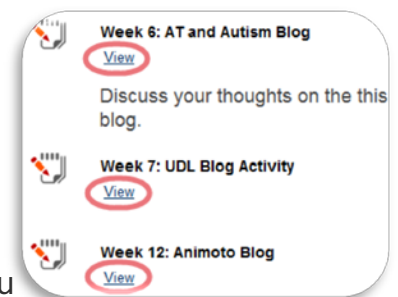 Week 6: AT and Autism Blog
View
Discuss your thoughts on the this
blog.
Week 7: UDL Blog Activity
View
Week 12: Animoto Blog
View
u